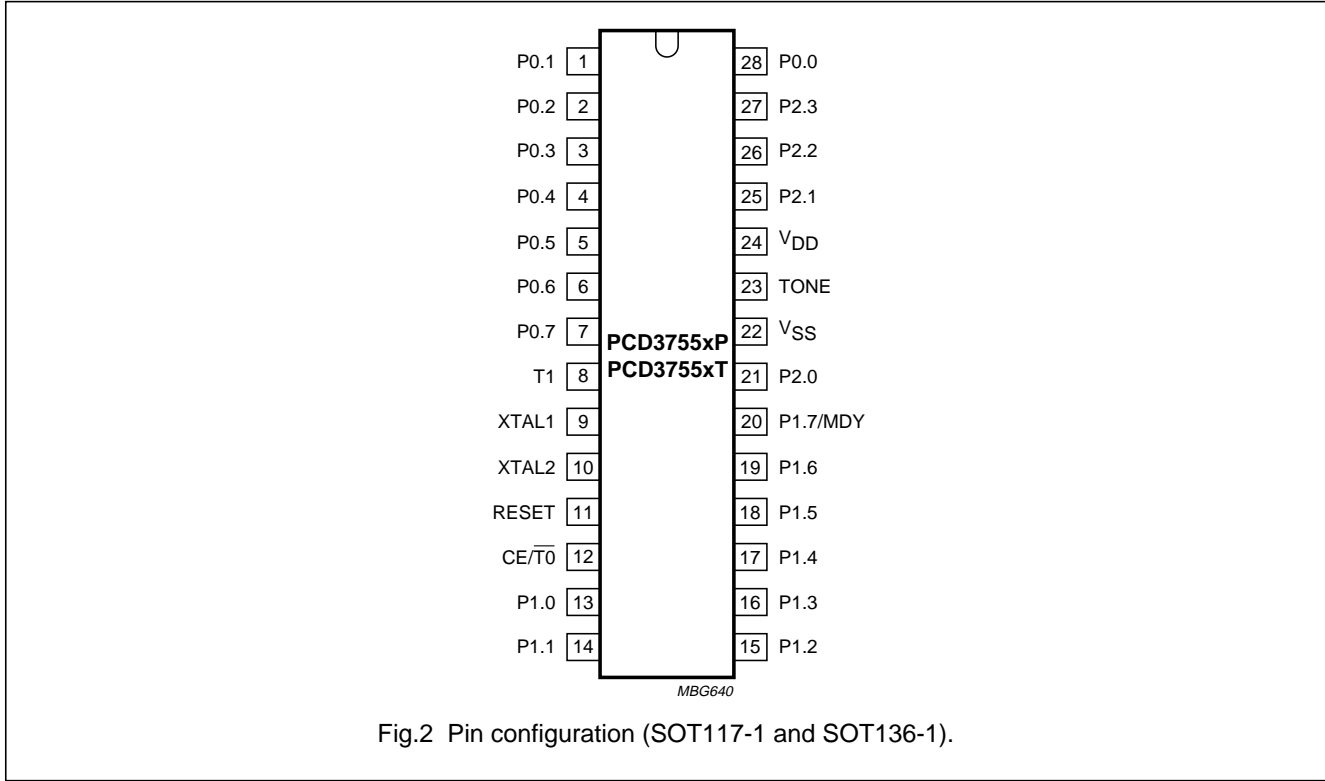 P0.1 1 28 P0.0
P0.2 2 27 P2.3
P0.3 3 26 P2.2
P0.4 4 25 P2.1
P0.5 5 24 VDD
P0.6 6 23 TONE
P0.7 7 22 VSS
PCD3755xP
PCD3755xT
T1 8 21 P2.0
XTAL1 9 20 P1.7/MDY
XTAL2 10 19 P1.6
RESET 11 18 P1.5
CE/T̅0̅ 12 17 P1.4
P1.0 13 16 P1.3
P1.1 14 15 P1.2
MBG640
Fig.2 Pin configuration (SOT117-1 and SOT136-1).